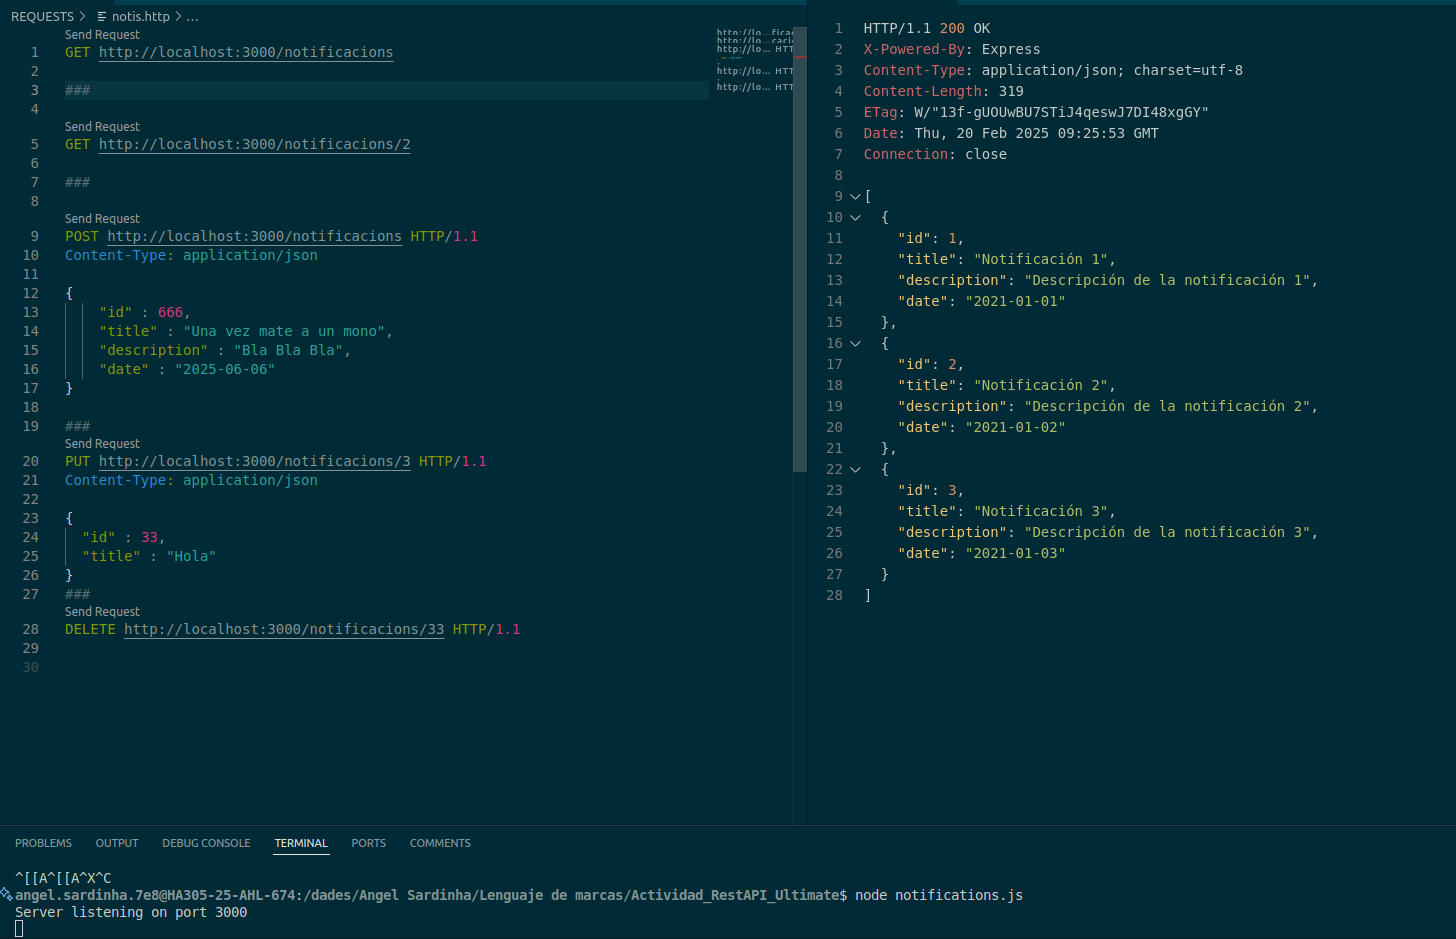 REQUESTS > notis.http > ...
Send Request
1 GET http://localhost:3000/notificacions
2
3 ###
4
Send Request
5 GET http://localhost:3000/notificacions/2
6
7 ###
8
Send Request
9 POST http://localhost:3000/notificacions HTTP/1.1
10 Content-Type: application/json
11
12 {
13 "id" : 666,
14 "title" : "Una vez mate a un mono",
15 "description" : "Bla Bla Bla",
16 "date" : "2025-06-06"
17 }
18
19 ###
Send Request
20 PUT http://localhost:3000/notificacions/3 HTTP/1.1
21 Content-Type: application/json
22
23 {
24 "id" : 33,
25 "title" : "Hola"
26 }
27 ###
Send Request
28 DELETE http://localhost:3000/notificacions/33 HTTP/1.1
29
30
http://lo... HTT
http://lo... HTT
http://lo... HTT
1 HTTP/1.1 200 OK
2 X-Powered-By: Express
3 Content-Type: application/json; charset=utf-8
4 Content-Length: 319
5 ETag: W/"13f-gUOUwBU7STiJ4qeswJ7DI48xgGY"
6 Date: Thu, 20 Feb 2025 09:25:53 GMT
7 Connection: close
8
9 [
10 {
11 "id": 1,
12 "title": "Notificación 1",
13 "description": "Descripción de la notificación 1",
14 "date": "2021-01-01"
15 },
16 {
17 "id": 2,
18 "title": "Notificación 2",
19 "description": "Descripción de la notificación 2",
20 "date": "2021-01-02"
21 },
22 {
23 "id": 3,
24 "title": "Notificación 3",
25 "description": "Descripción de la notificación 3",
26 "date": "2021-01-03"
27 }
28 ]
PROBLEMS OUTPUT DEBUG CONSOLE TERMINAL PORTS COMMENTS
^[[A^[[A^X^C
angel.sardinha.7e8@HA305-25-AHL-674:/dades/Angel Sardinha/Lenguaje de marcas/Actividad_RestAPI_Ultimate$ node notifications.js
Server listening on port 3000